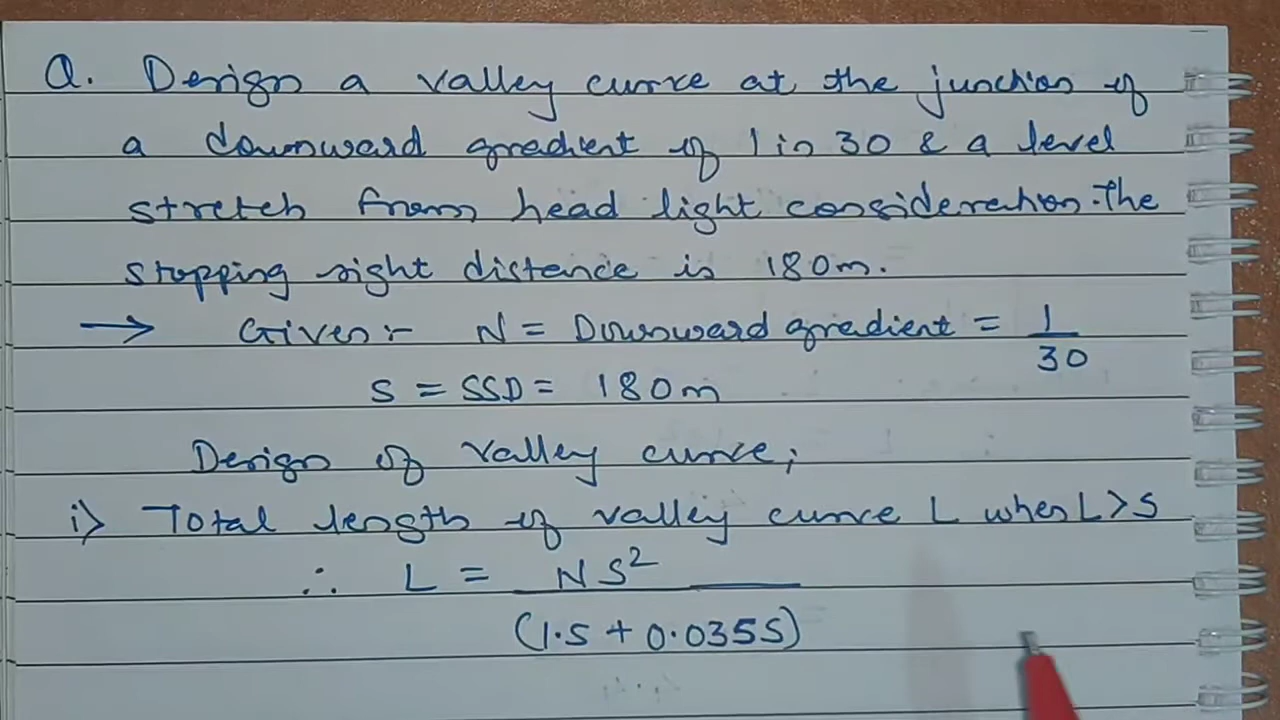 Q. Design a valley curve at the junction of
a downward gradient of 1 in 30 & a level
stretch from head light consideration. The
stopping sight distance is 180m.
→ Given:- N = Downward gradient = 1/30
S = SSD = 180m
Design of valley curve;
i) Total length of valley curve L when L>S
∴ L = NS² / (1.5 + 0.035S)